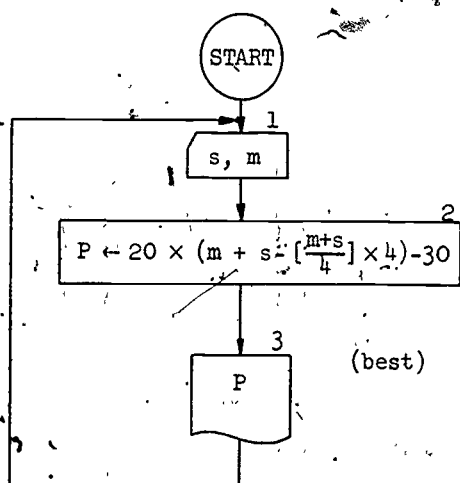 START
1
s, m
2
P ← 20 × (m + s - [m+s/4] × 4) - 30
3
P
(best)